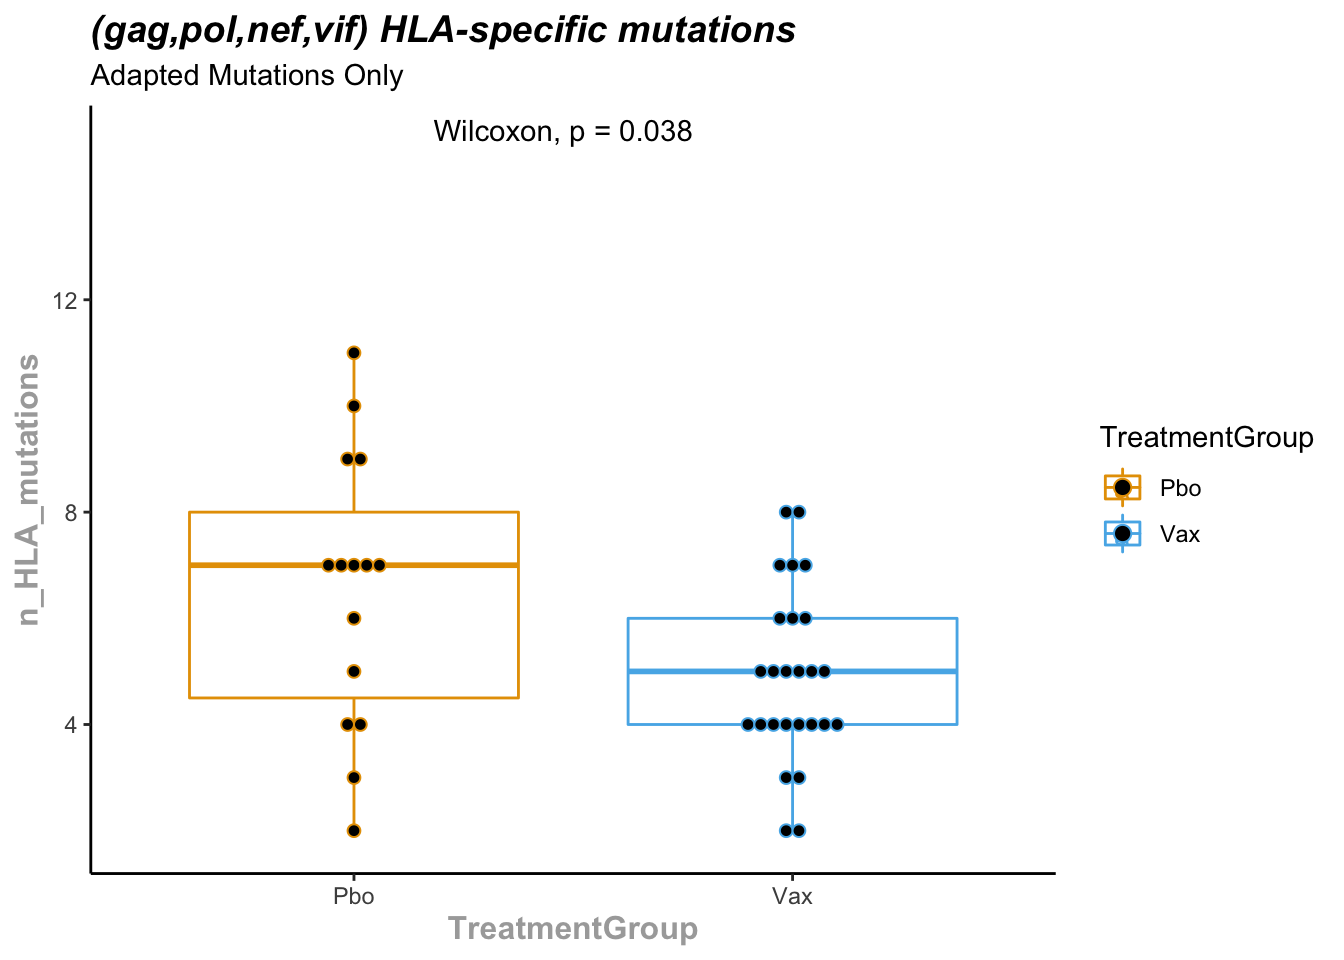 (gag,pol,nef,vif) HLA-specific mutations
Adapted Mutations Only
Wilcoxon, p = 0.038
12
8
4
n_HLA_mutations
Pbo
Vax
TreatmentGroup
TreatmentGroup
Pbo
Vax